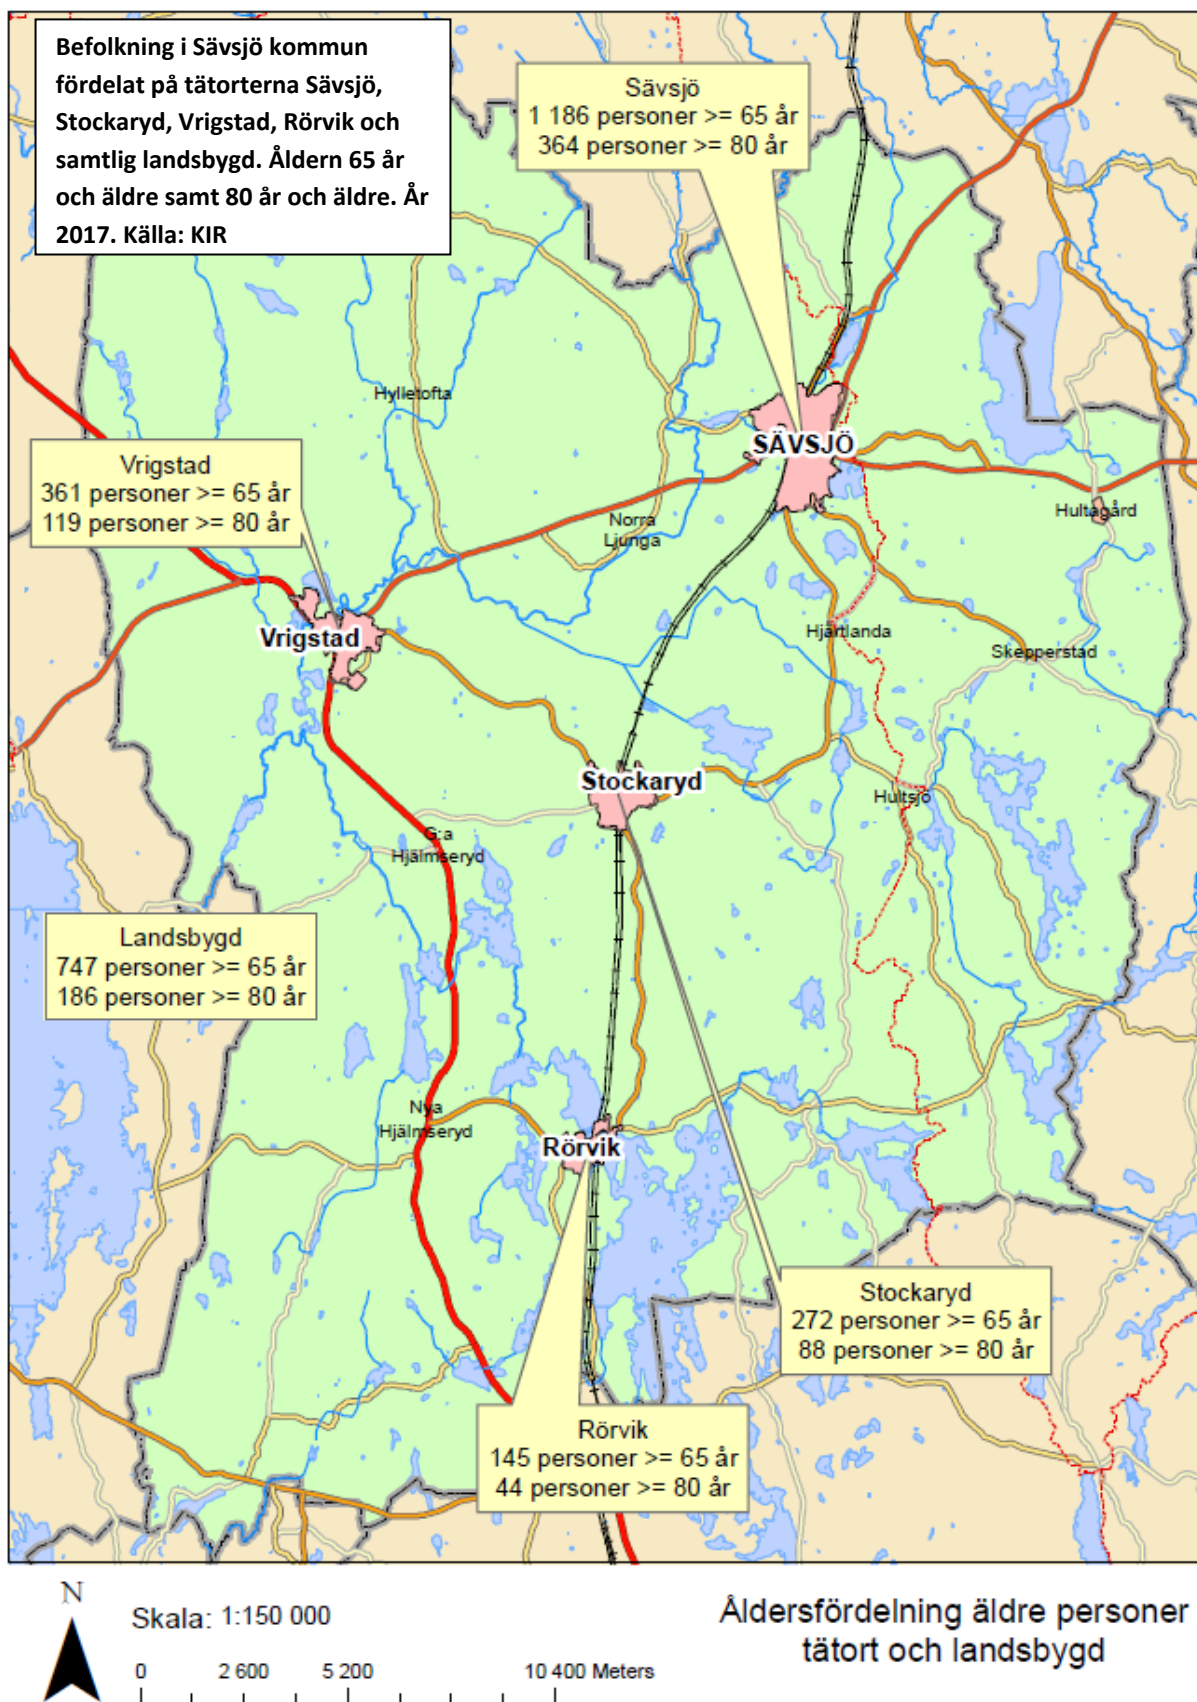 Befolkning i Sävsjö kommun
fördelat på tätorterna Sävsjö,
Stockaryd, Vrigstad, Rörvik och
samtlig landsbygd. Åldern 65 år
och äldre samt 80 år och äldre. År
2017. Källa: KIR
Sävsjö
1 186 personer >= 65 år
364 personer >= 80 år
Hylletofta
SÄVSJÖ
Vrigstad
361 personer >= 65 år
119 personer >= 80 år
Norra
Ljunga
Hultagård
Vrigstad
Hjärtlanda
Skepperstad
Stockaryd
Hultsjö
G:a
Hjälmseryd
Landsbygd
747 personer >= 65 år
186 personer >= 80 år
Nya
Hjälmseryd
Rörvik
Stockaryd
272 personer >= 65 år
88 personer >= 80 år
Rörvik
145 personer >= 65 år
44 personer >= 80 år
N
Skala: 1:150 000
0 2 600 5 200 10 400 Meters
Åldersfördelning äldre personer
tätort och landsbygd